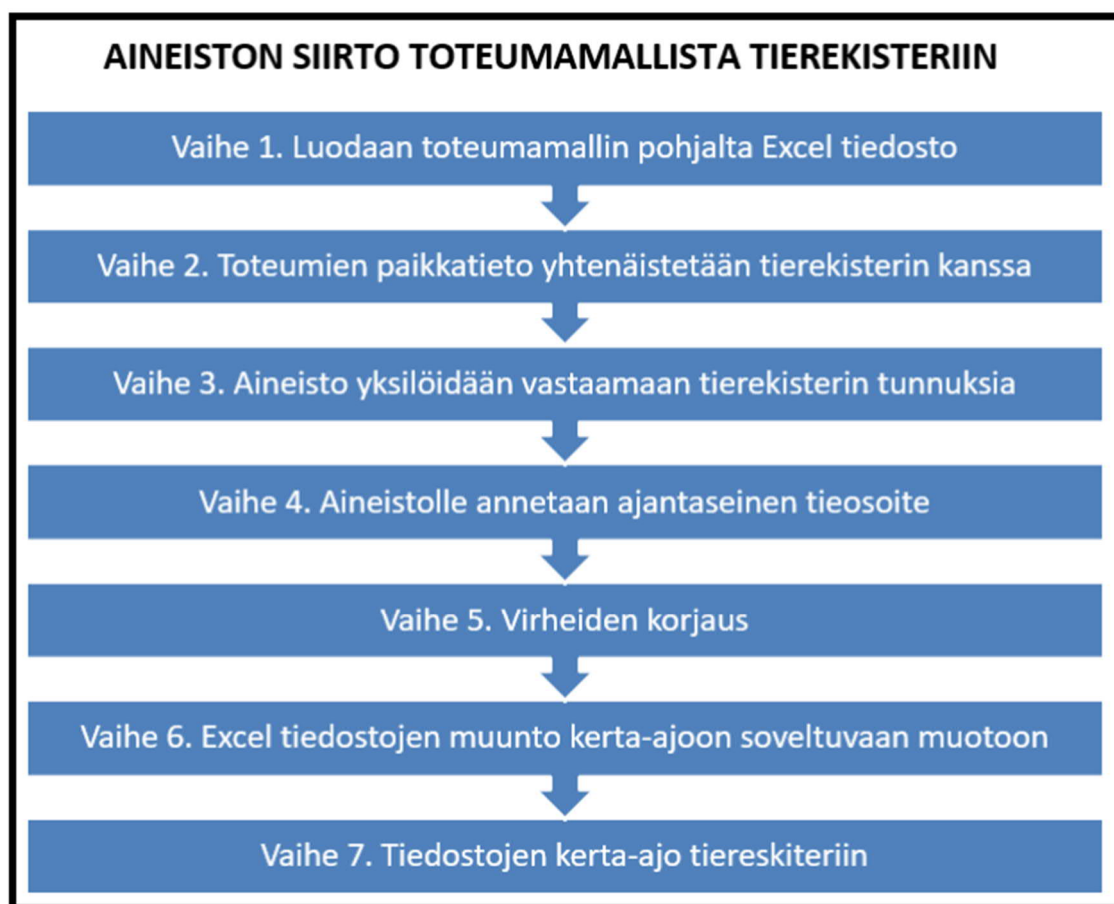 AINEISTON SIIRTO TOTEUMAMALLISTA TIEREKISTERIIN
Vaihe 1. Luodaan toteumamallin pohjalta Excel tiedosto
Vaihe 2. Toteumien paikkatieto yhtenäistetään tierekisterin kanssa
Vaihe 3. Aineisto yksilöidään vastaamaan tierekisterin tunnuksia
Vaihe 4. Aineistolle annetaan ajantaseinen tieosoite
Vaihe 5. Virheiden korjaus
Vaihe 6. Excel tiedostojen muunto kerta-ajoon soveltuvaan muotoon
Vaihe 7. Tiedostojen kerta-ajo tiereskiteriin